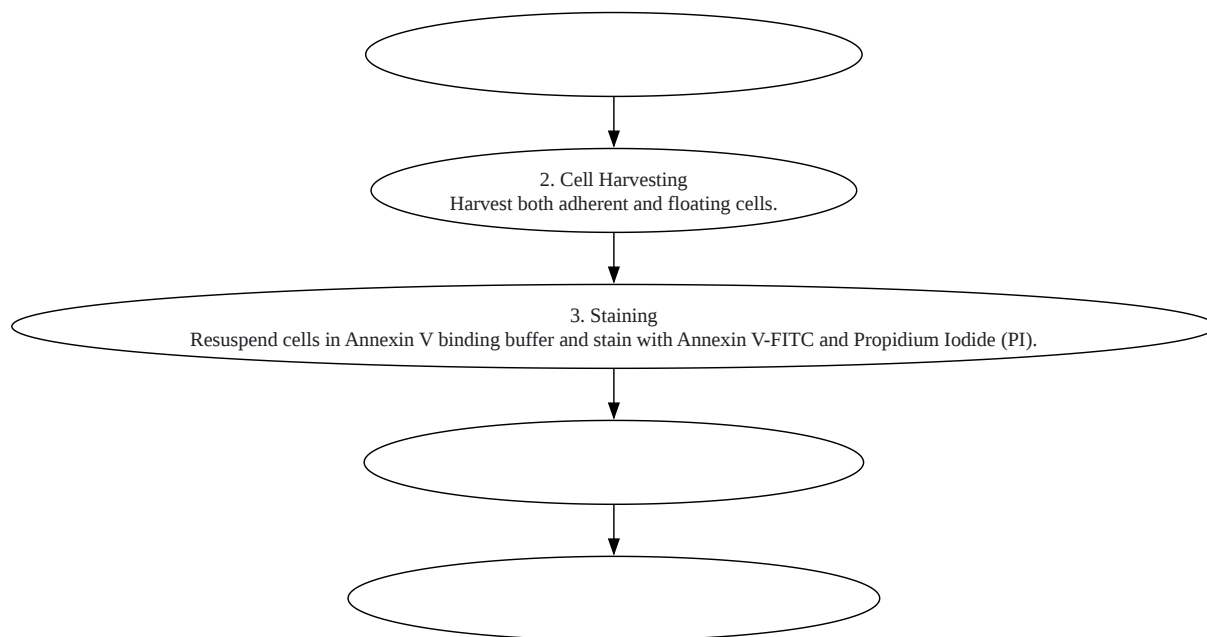 2. Cell Harvesting
Harvest both adherent and floating cells.
3. Staining
Resuspend cells in Annexin V binding buffer and stain with Annexin V-FITC and Propidium Iodide (PI).